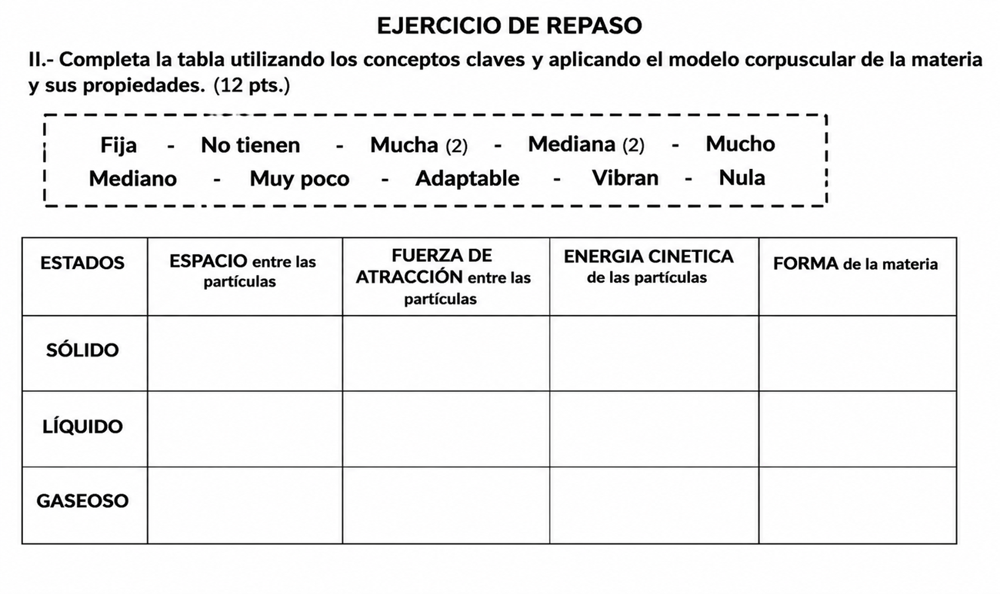 EJERCICIO DE REPASO
II.- Completa la tabla utilizando los conceptos claves y aplicando el modelo corpuscular de la materia
y sus propiedades. (12 pts.)
Fija - No tienen - Mucha (2) - Mediana (2) - Mucho
Mediano - Muy poco - Adaptable - Vibran - Nula
ESTADOS
ESPACIO entre las
partículas
FUERZA DE
ATRACCIÓN entre las
partículas
ENERGIA CINETICA
de las partículas
FORMA de la materia
SÓLIDO
LÍQUIDO
GASEOSO